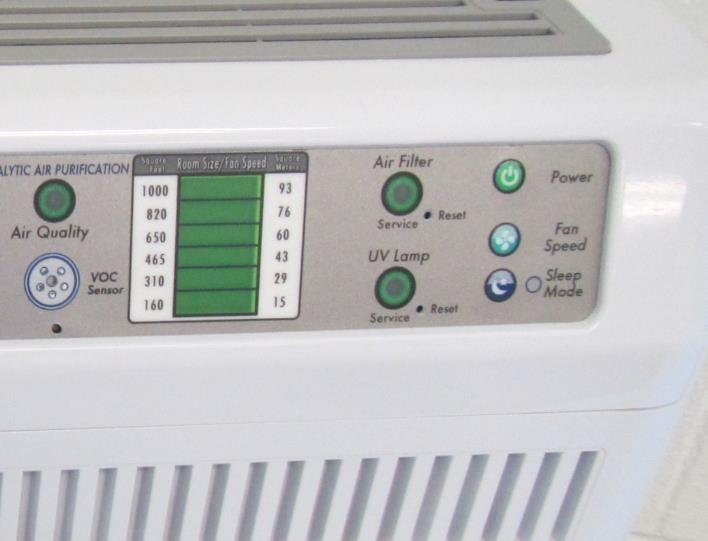 ALYTIC AIR PURIFICATION
Air Quality
VOC
Sensor
Square Feet Room Size/Fan Speed Square Meters
1000 93
820 76
650 60
465 43
310 29
160 15
Air Filter
Service Reset
UV Lamp
Service Reset
Power
Fan
Speed
Sleep
Mode